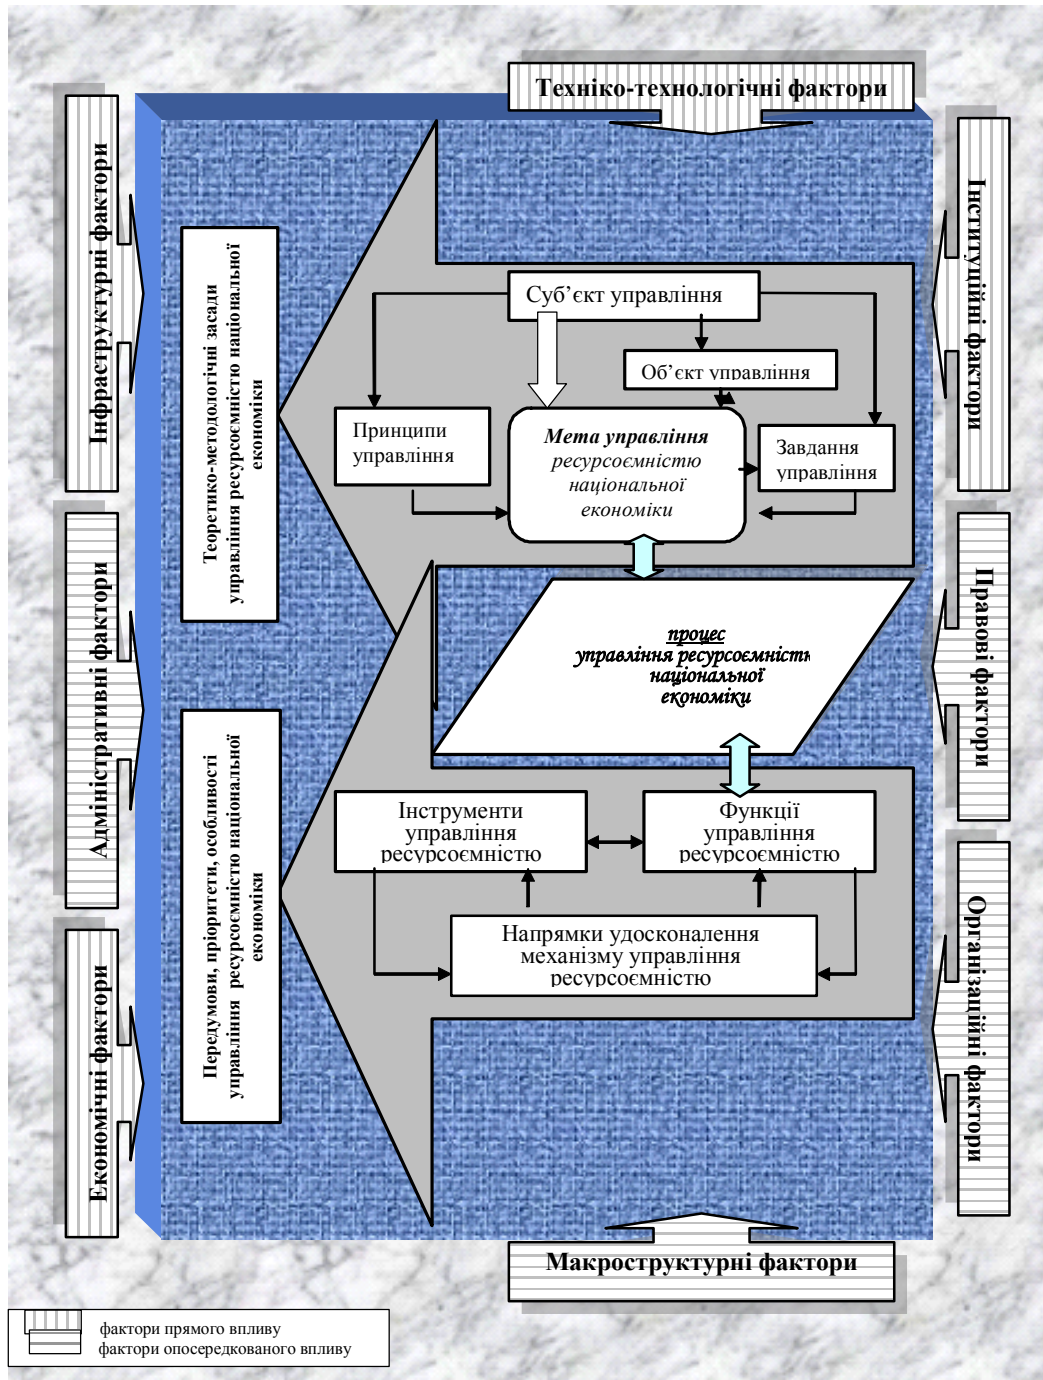 Техніко-технологічні фактори
Інфраструктурні фактори
Адміністративні фактори
Економічні фактори
Теоретико-методологічні засади
управління ресурсоємністю національної
економіки
Передумови, пріоритети, особливості
управління ресурсоємністю національної
економіки
Суб’єкт управління
Об’єкт управління
Принципи
управління
Мета управління
ресурсоємністю
національної
економіки
Завдання
управління
процес
управління ресурсоємністю
національної
економіки
Інструменти
управління
ресурсоємністю
Функції
управління
ресурсоємністю
Напрямки удосконалення
механізму управління
ресурсоємністю
Інституційні фактори
Правові фактори
Організаційні фактори
Макроструктурні фактори
фактори прямого впливу
фактори опосередкованого впливу